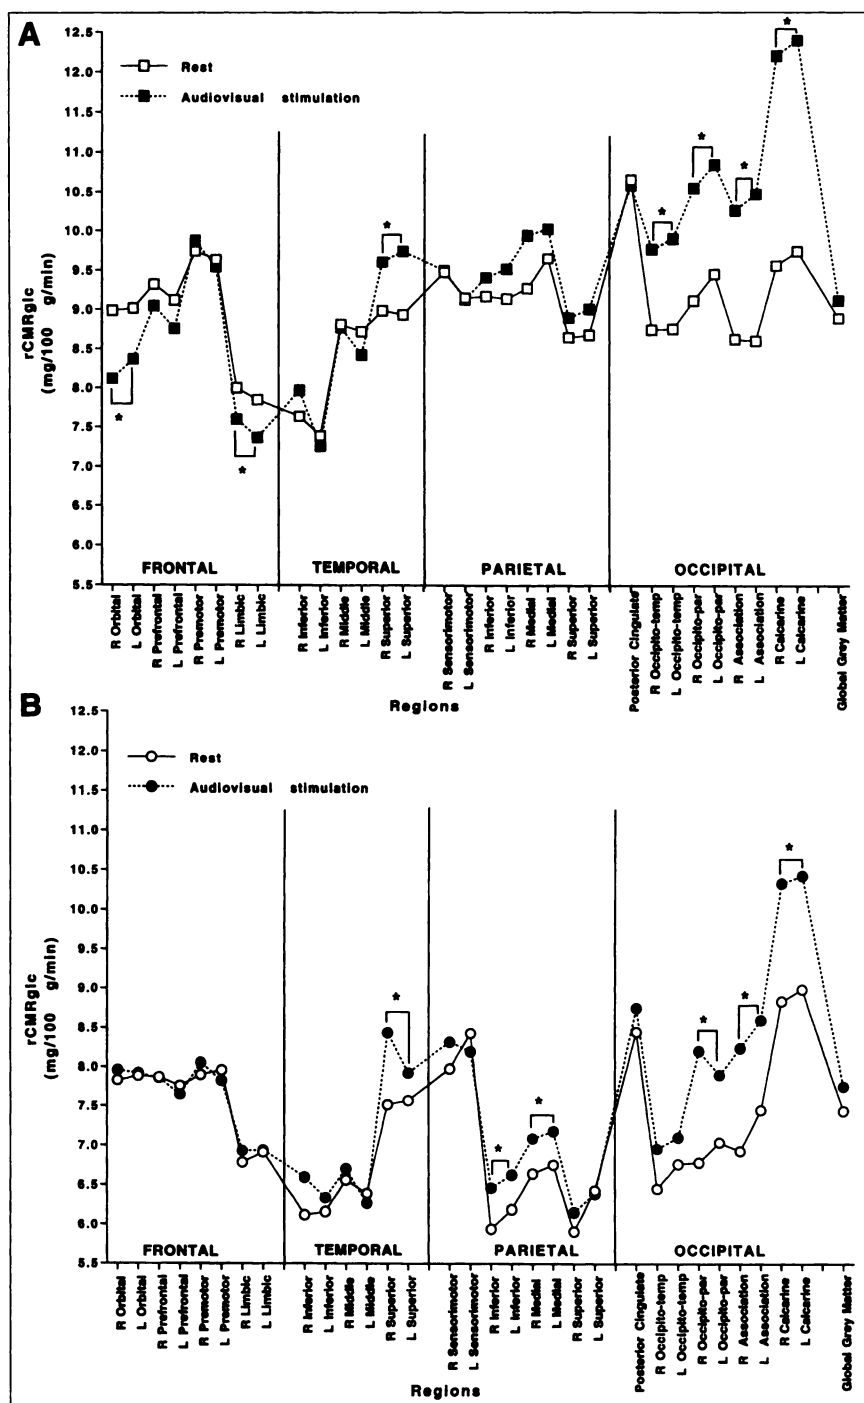 A
12.5
12.5
12.0
11.5
11.0
10.5
10.0
9.5
9.0
8.5
8.0
7.5
7.0
6.5
6.0
5.5
rCMRglc
(mg/100 g/min)
Rest
Audiovisual stimulation
*
*
*
*
*
*
*
FRONTAL
TEMPORAL
PARIETAL
OCCIPITAL
R Orbital
L Orbital
R Prefrontal
L Prefrontal
R Premotor
L Premotor
R Limbic
L Limbic
R Inferior
L Inferior
R Middle
L Middle
R Superior
L Superior
R Sensorimotor
L Sensorimotor
R Inferior
L Inferior
R Medial
L Medial
R Superior
L Superior
Posterior Cingulate
R Occipito-temp
L Occipito-temp
R Occipito-par
L Occipito-par
R Association
L Association
R Calcarine
L Calcarine
Global Grey Matter
Regions
B
12.5
12.0
11.5
11.0
10.5
10.0
9.5
9.0
8.5
8.0
7.5
7.0
6.5
6.0
5.5
rCMRglc
(mg/100 g/min)
Rest
Audiovisual stimulation
*
*
*
*
*
*
FRONTAL
TEMPORAL
PARIETAL
OCCIPITAL
R Orbital
L Orbital
R Prefrontal
L Prefrontal
R Premotor
L Premotor
R Limbic
L Limbic
R Inferior
L Inferior
R Middle
L Middle
R Superior
L Superior
R Sensorimotor
L Sensorimotor
R Inferior
L Inferior
R Medial
L Medial
R Superior
L Superior
Posterior Cingulate
R Occipito-temp
L Occipito-temp
R Occipito-par
L Occipito-par
R Association
L Association
R Calcarine
L Calcarine
Global Grey Matter
Regions